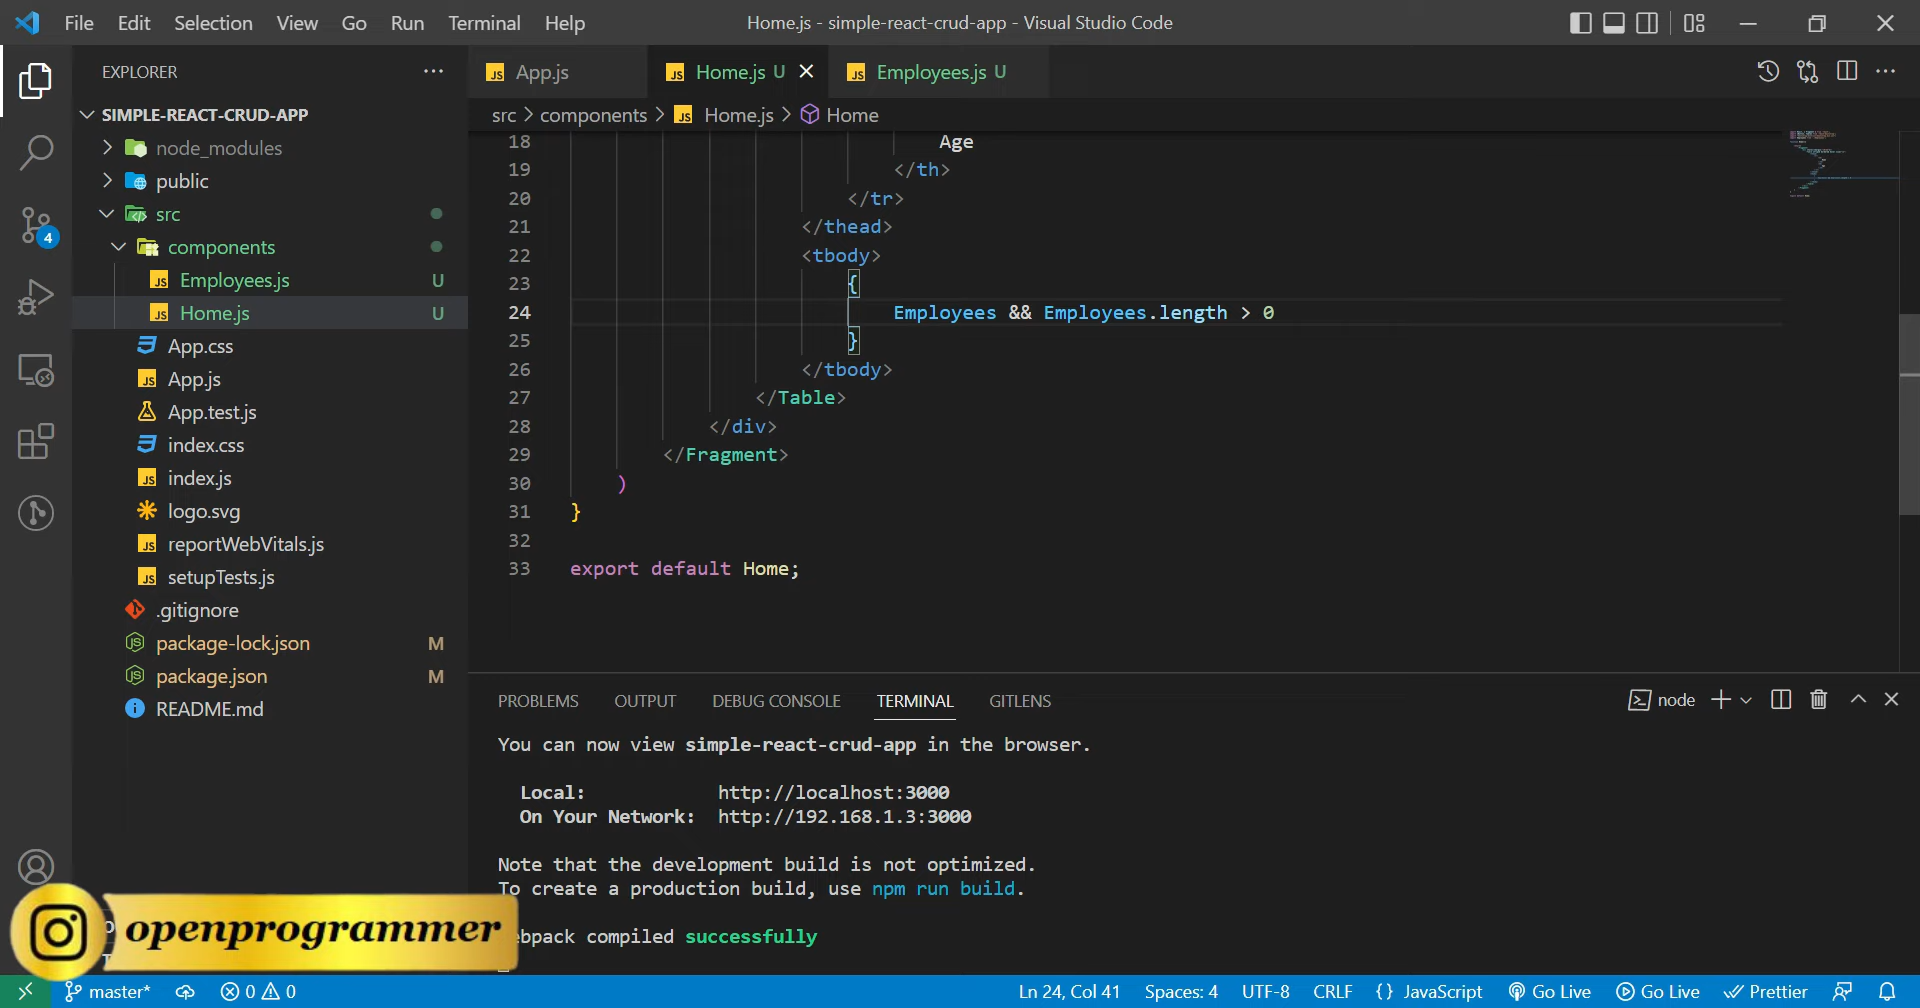 File Edit Selection View Go Run Terminal Help
Home.js - simple-react-crud-app - Visual Studio Code
EXPLORER
SIMPLE-REACT-CRUD-APP
node_modules
public
src
components
Employees.js U
Home.js U
App.css
App.js
App.test.js
index.css
index.js
logo.svg
reportWebVitals.js
setupTests.js
.gitignore
package-lock.json M
package.json M
README.md
4
App.js Home.js U Employees.js U
src > components > Home.js > Home
18 Age
19 </th>
20 </tr>
21 </thead>
22 <tbody>
23 {
24 Employees && Employees.length > 0
25 }
26 </tbody>
27 </Table>
28 </div>
29 </Fragment>
30 )
31 }
32
33 export default Home;
PROBLEMS OUTPUT DEBUG CONSOLE TERMINAL GITLENS
node
You can now view simple-react-crud-app in the browser.
Local: http://localhost:3000
On Your Network: http://192.168.1.3:3000
Note that the development build is not optimized.
To create a production build, use npm run build.
ebpack compiled successfully
openprogrammer
master* 0 0
Ln 24, Col 41 Spaces: 4 UTF-8 CRLF {} JavaScript Go Live Go Live Prettier